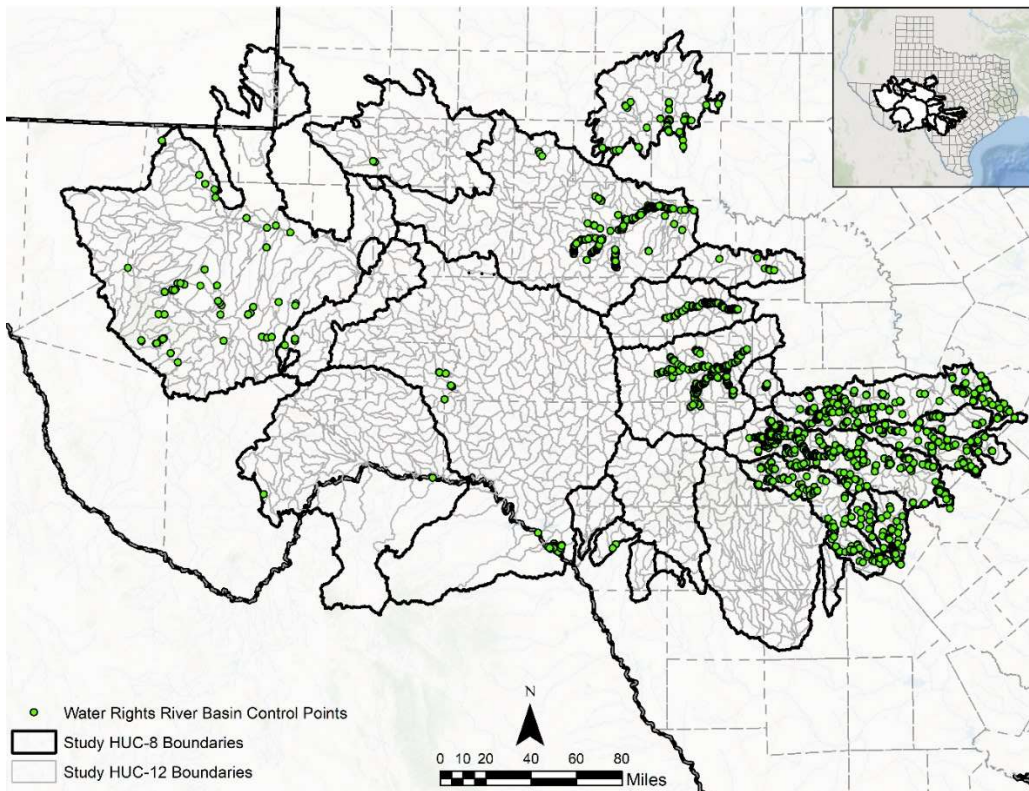 N
Water Rights River Basin Control Points
Study HUC-8 Boundaries
Study HUC-12 Boundaries
0 10 20 40 60 80
Miles